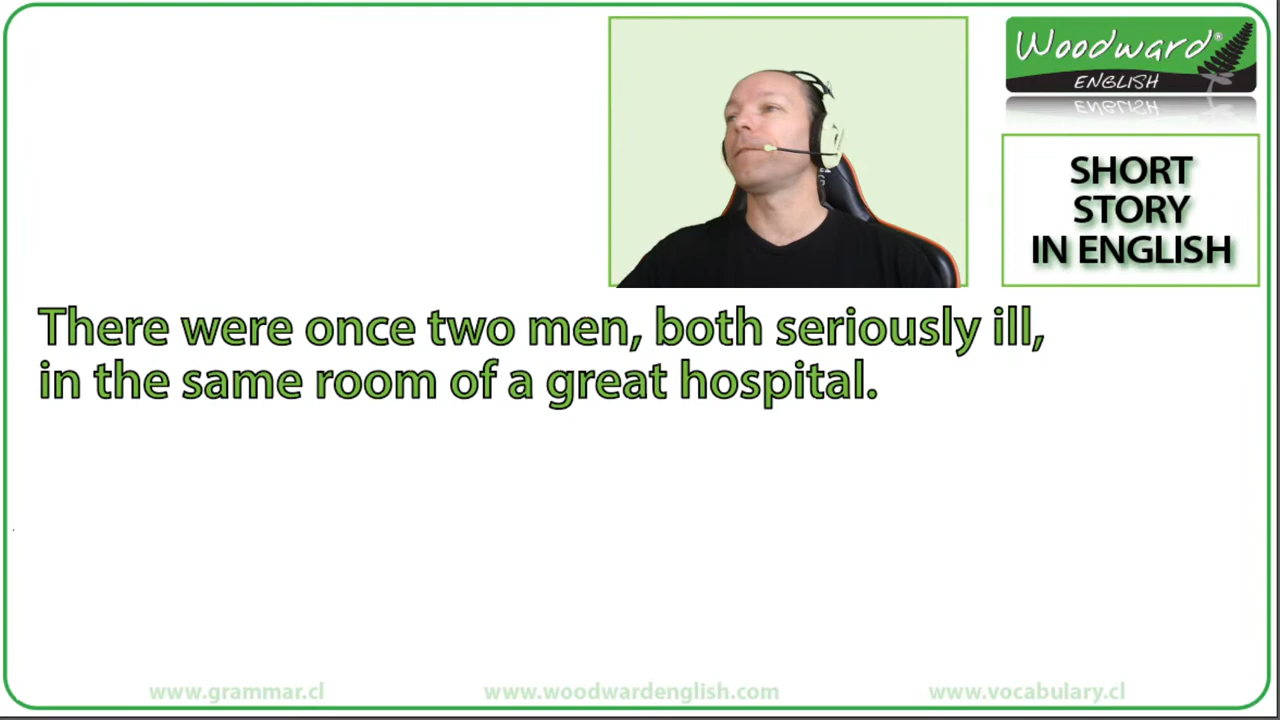 Woodward®
ENGLISH
SHORT
STORY
IN ENGLISH
There were once two men, both seriously ill,
in the same room of a great hospital.
www.grammar.cl
www.woodwardenglish.com
www.vocabulary.cl